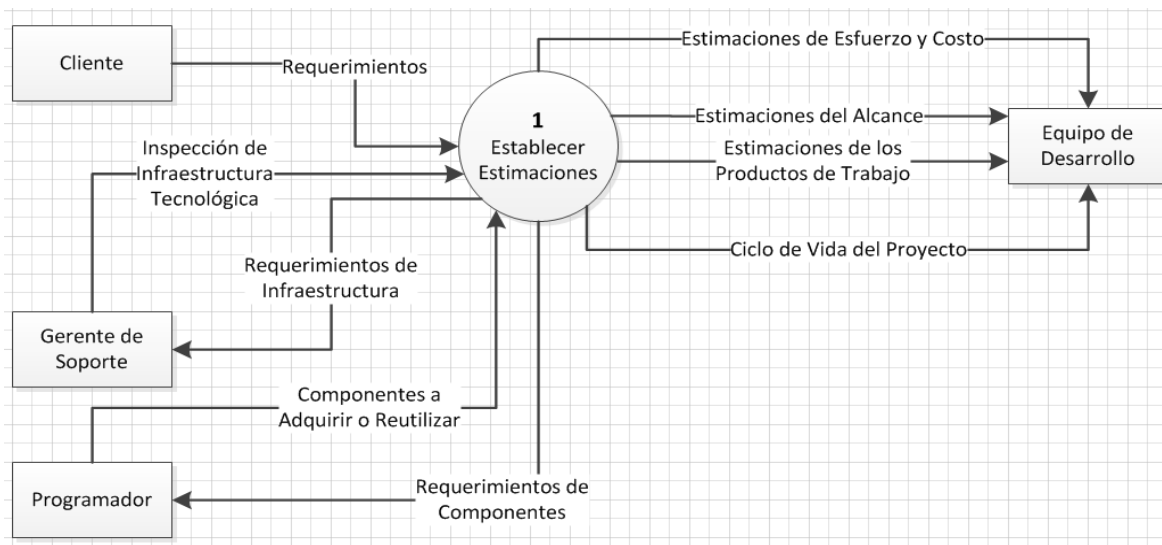 Cliente
Requerimientos
1
Establecer
Estimaciones
Estimaciones de Esfuerzo y Costo
Estimaciones del Alcance
Estimaciones de los
Productos de Trabajo
Equipo de
Desarrollo
Inspección de
Infraestructura
Tecnológica
Requerimientos de
Infraestructura
Ciclo de Vida del Proyecto
Gerente de
Soporte
Componentes a
Adquirir o Reutilizar
Programador
Requerimientos de
Componentes